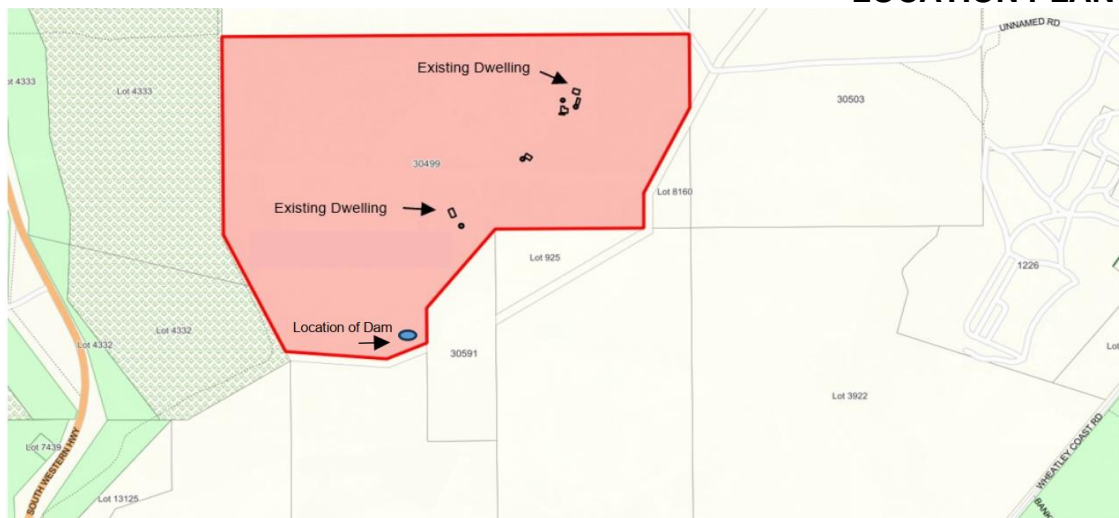 LOCATION PLAN
UNNAMED RD
Lot 4333
Lot 4333
Existing Dwelling
30503
30499
Lot 8160
Existing Dwelling
Lot 925
1226
Location of Dam
Lot 4332
Lot 4332
30591
Lot 3922
Lot 7439
SOUTH WESTERN HWY
WHEATLEY COAST RD
Lot 13125